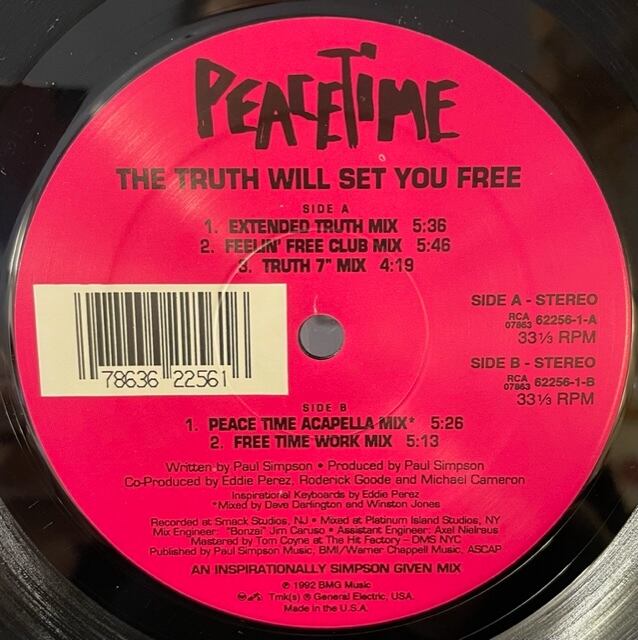 PEACETIME
THE TRUTH WILL SET YOU FREE
SIDE A
1. EXTENDED TRUTH MIX 5:36
2. FEELIN' FREE CLUB MIX 5:46
3. TRUTH 7" MIX 4:19
SIDE A - STEREO
RCA
07863 62256-1-A
33⅓ RPM
SIDE B - STEREO
RCA
07863 62256-1-B
33⅓ RPM
78636 22561
SIDE B
1. PEACE TIME ACAPELLA MIX* 5:26
2. FREE TIME WORK MIX 5:13
Written by Paul Simpson • Produced by Paul Simpson
Co-Produced by Eddie Perez, Roderick Goode and Michael Cameron
Inspirational Keyboards by Eddie Perez
*Mixed by Dave Darlington and Winston Jones
Recorded at Smack Studios, NJ • Mixed at Platinum Island Studios, NY
Mix Engineer: "Bonzai" Jim Caruso • Assistant Engineer: Axel Niehaus
Mastered by Tom Coyne at The Hit Factory – DMS NYC
Published by Paul Simpson Music, BMI/Warner Chappell Music, ASCAP
AN INSPIRATIONALLY SIMPSON GIVEN MIX
℗ 1992 BMG Music
Tmk(s) ® General Electric, USA.
Made in the U.S.A.